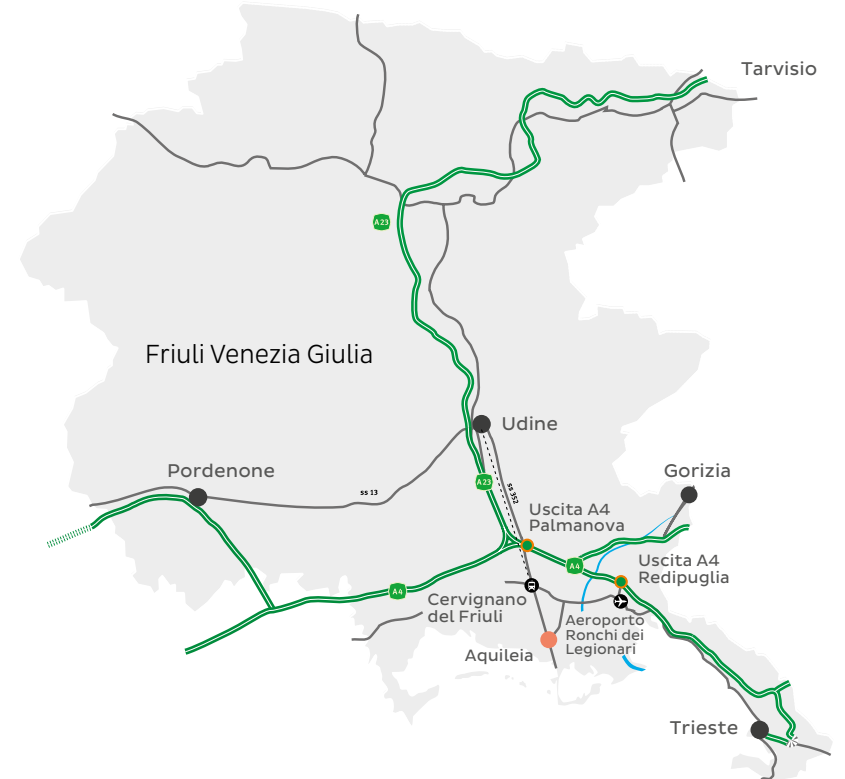 Tarvisio
A23
Friuli Venezia Giulia
Udine
Pordenone
Gorizia
A23
ss 13
ss 352
Uscita A4
Palmanova
Uscita A4
Redipuglia
A4
A4
Cervignano
del Friuli
Aeroporto
Ronchi dei
Legionari
Aquileia
Trieste